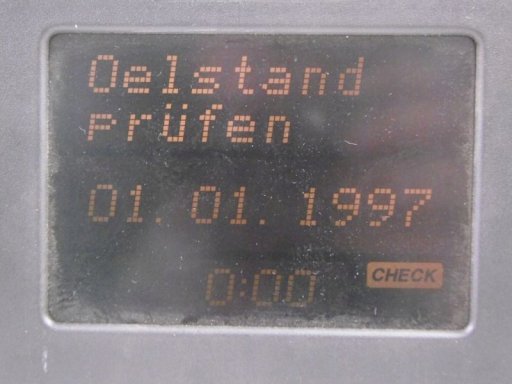 Oelstand
prüfen
01.01.1997
0:00 CHECK